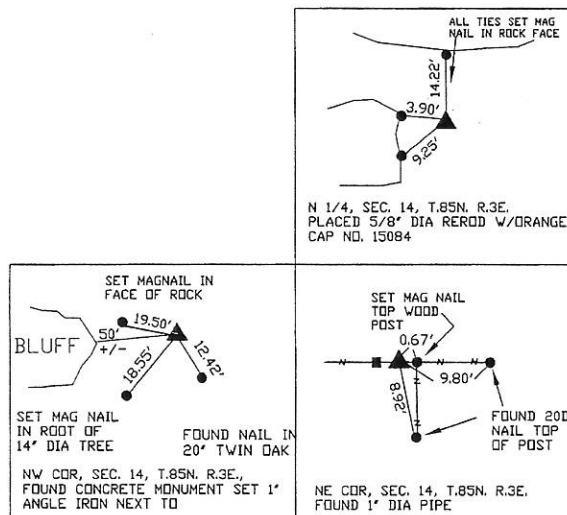 ALL TIES SET MAG
NAIL IN ROCK FACE
14.22'
3.90'
9.25'
N 1/4, SEC. 14, T.85N. R.3E.
PLACED 5/8" DIA REROD W/ORANGE
CAP NO. 15084
SET MAGNAIL IN
FACE OF ROCK
19.50'
50'
+/-
BLUFF
18.55'
12.42'
SET MAG NAIL
IN ROOT OF
14" DIA TREE
FOUND NAIL IN
20" TWIN OAK
NW COR, SEC. 14, T.85N. R.3E.,
FOUND CONCRETE MONUMENT SET 1"
ANGLE IRON NEXT TO
SET MAG NAIL
TOP WOOD
POST
0.67'
N
N
N
9.80'
8.92'
N
N
FOUND 20D
NAIL TOP
OF POST
NE COR, SEC. 14, T.85N. R.3E.
FOUND 1" DIA PIPE